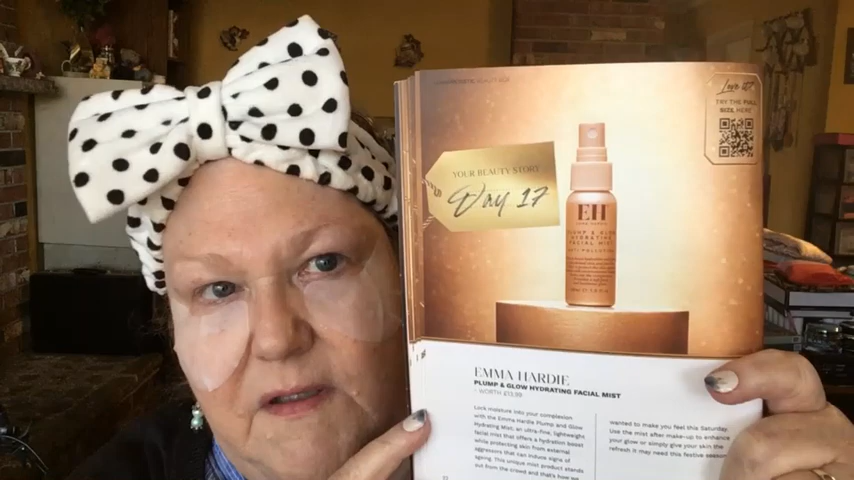 YOUR BEAUTY STORY
Day 17
Love it?
TRY THE FULL
SIZE HERE
EH
PLUMP & GLOW
HYDRATING
FACIAL MIST
EMMA HARDIE
PLUMP & GLOW HYDRATING FACIAL MIST
Lock moisture into your complexion
with the Emma Hardie Plump and Glow
Hydrating Mist; an ultra-fine, lightweight
facial mist that offers a hydration boost
while protecting skin from external
aggressors that can induce signs of
ageing. This unique mist product stands
out from the crowd and that's how we
wanted to make you feel this Saturday.
Use the mist after make-up to enhance
your glow or simply give your skin the
refresh it may need this festive season.